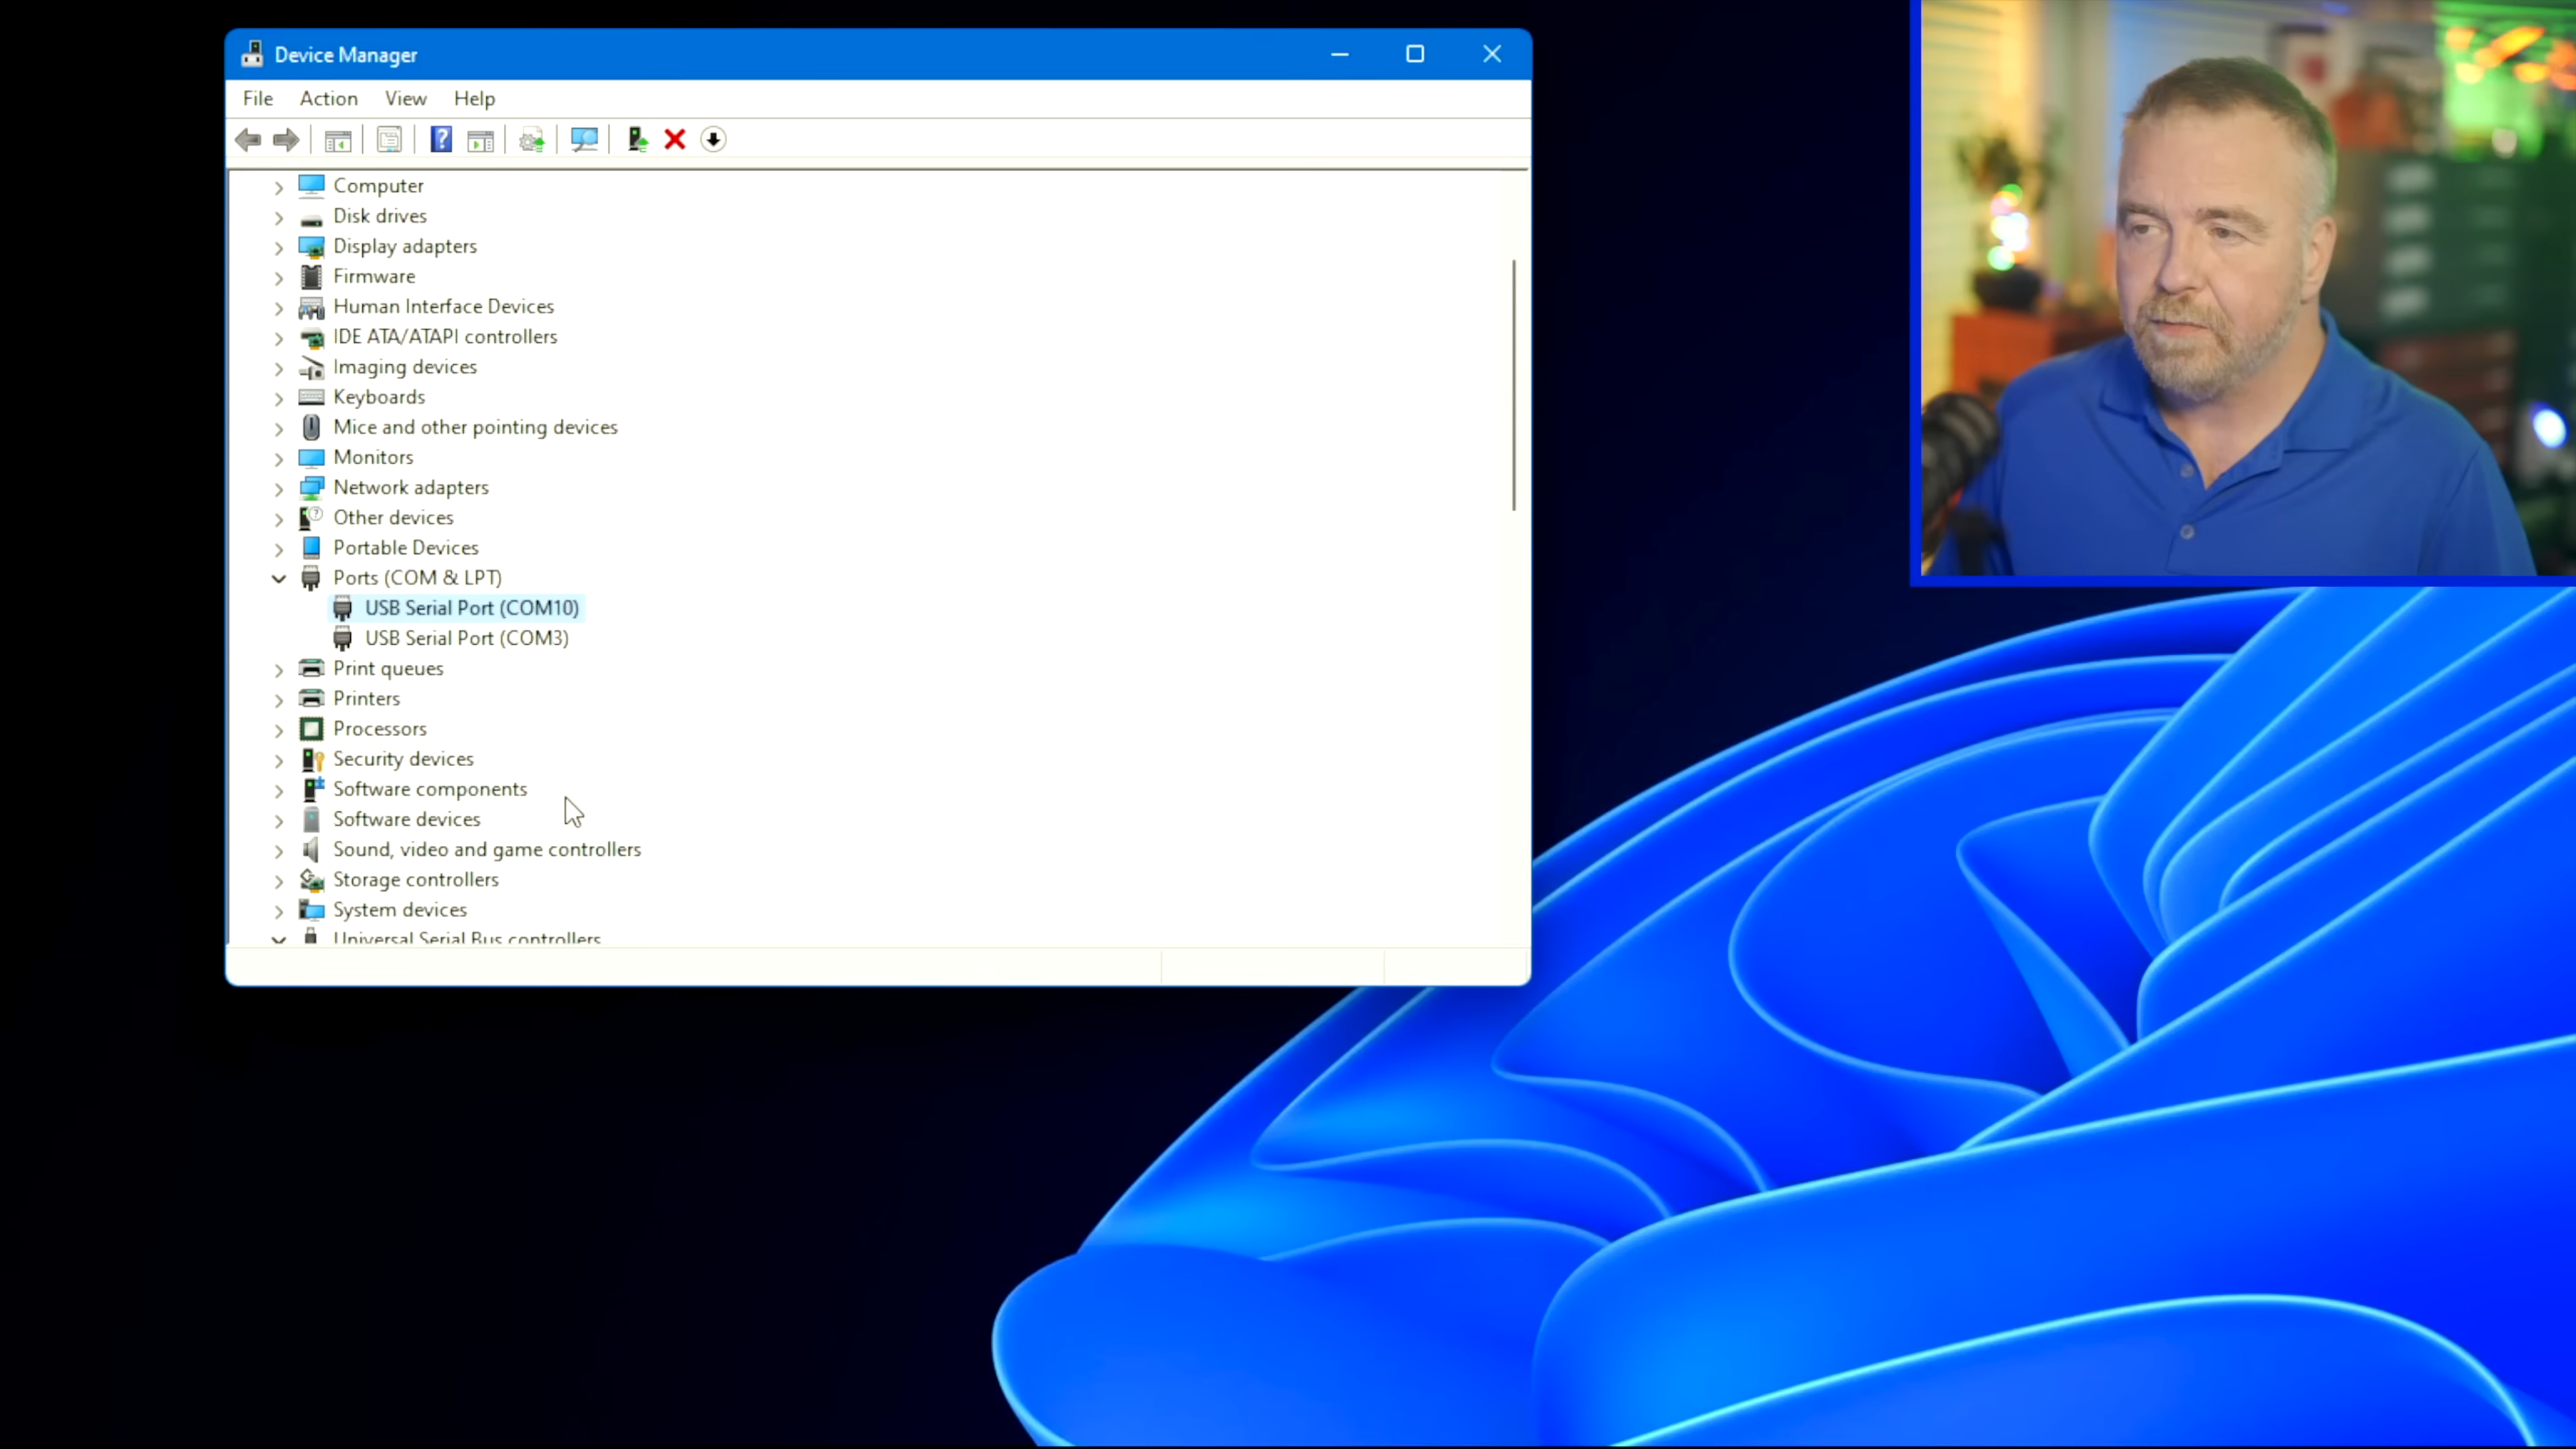 Device Manager
File Action View Help
Computer
Disk drives
Display adapters
Firmware
Human Interface Devices
IDE ATA/ATAPI controllers
Imaging devices
Keyboards
Mice and other pointing devices
Monitors
Network adapters
Other devices
Portable Devices
Ports (COM & LPT)
USB Serial Port (COM10)
USB Serial Port (COM3)
Print queues
Printers
Processors
Security devices
Software components
Software devices
Sound, video and game controllers
Storage controllers
System devices
Universal Serial Bus controllers